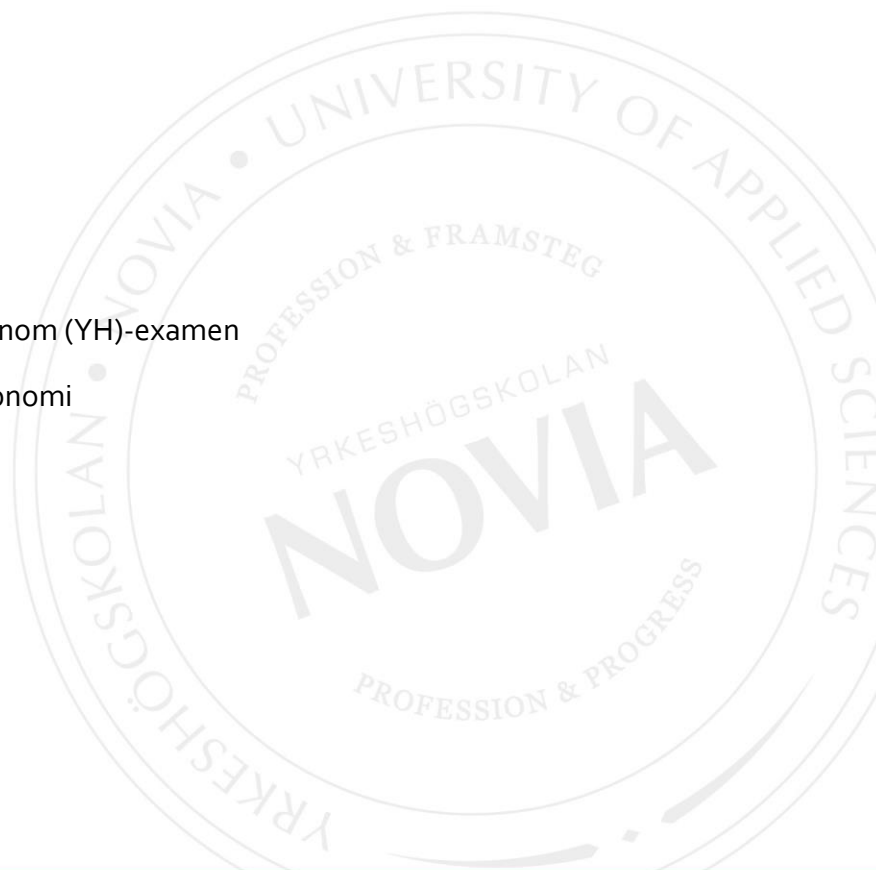 nom (YH)-examen
onomi
YRKESHÖGSKOLAN • NOVIA • UNIVERSITY OF APPLIED SCIENCES
PROFESSION & FRAMSTEG
YRKESHÖGSKOLAN
NOVIA
PROFESSION & PROGRESS